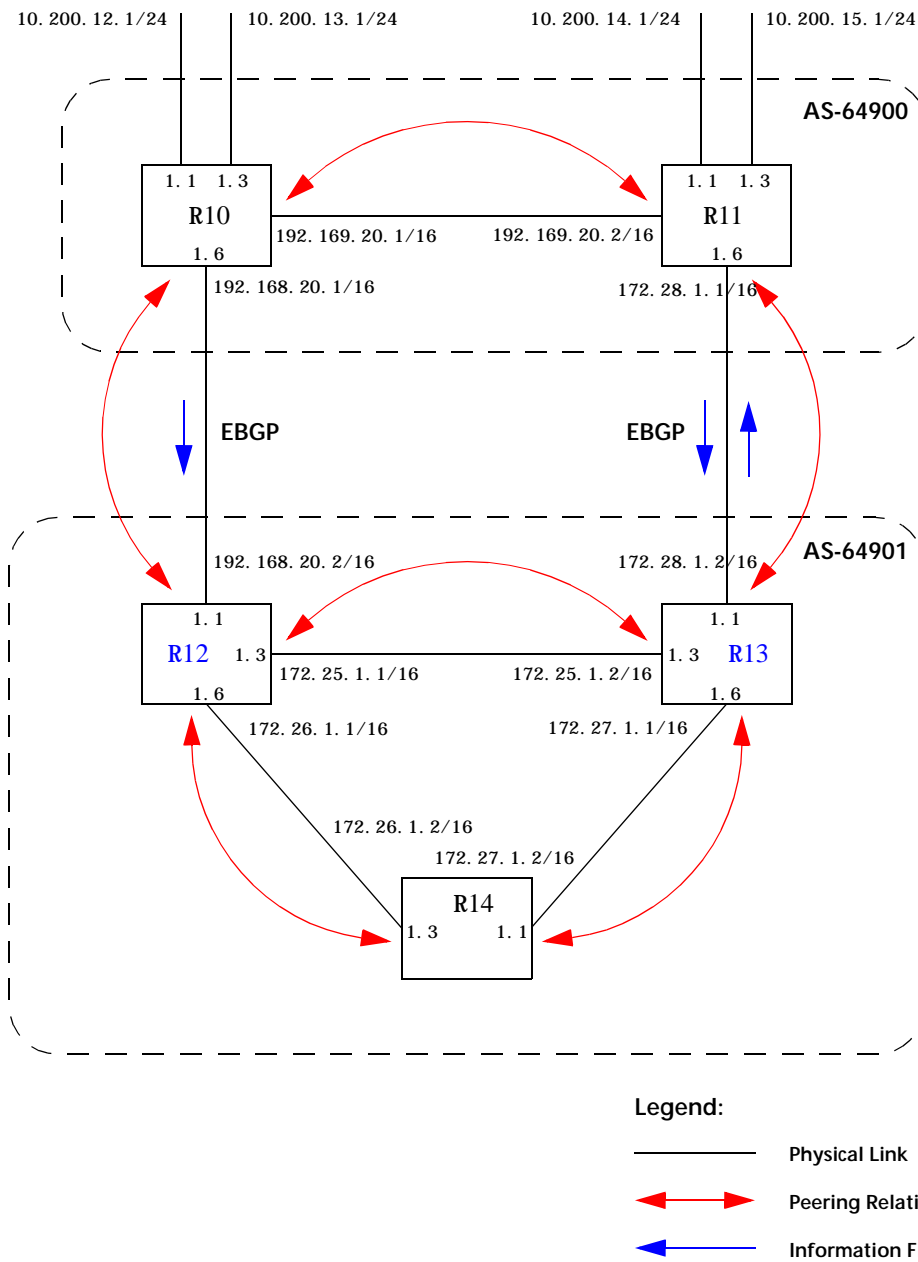 10. 200. 12. 1/24
10. 200. 13. 1/24
10. 200. 14. 1/24
10. 200. 15. 1/24
AS-64900
1. 1 1. 3
R10
1. 6
1. 1 1. 3
R11
1. 6
192. 169. 20. 1/16
192. 169. 20. 2/16
192. 168. 20. 1/16
172. 28. 1. 1/16
EBGP
EBGP
AS-64901
192. 168. 20. 2/16
172. 28. 1. 2/16
1. 1
R12 1. 3
1. 6
1. 1
1. 3 R13
1. 6
172. 25. 1. 1/16
172. 25. 1. 2/16
172. 26. 1. 1/16
172. 27. 1. 1/16
172. 26. 1. 2/16
172. 27. 1. 2/16
R14
1. 3 1. 1
Legend:
Physical Link
Peering Relati
Information F